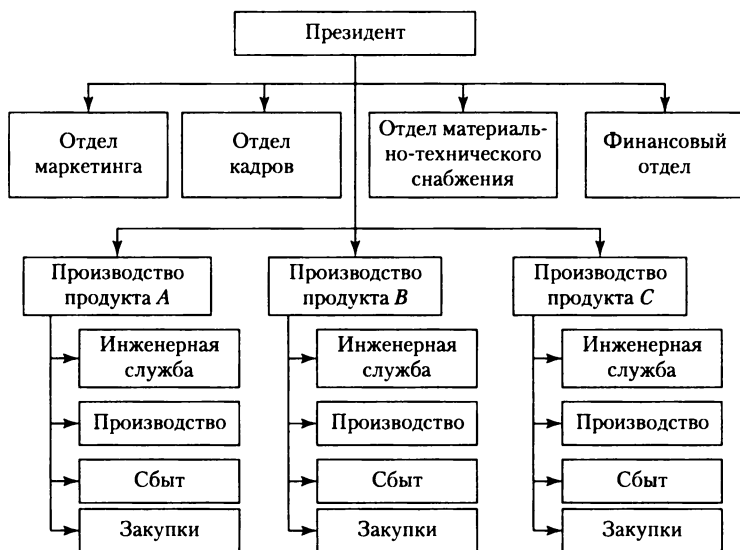 Президент
Отдел
маркетинга
Отдел
кадров
Отдел материаль-
но-технического
снабжения
Финансовый
отдел
Производство
продукта A
Производство
продукта B
Производство
продукта C
Инженерная
служба
Инженерная
служба
Инженерная
служба
Производство
Производство
Производство
Сбыт
Сбыт
Сбыт
Закупки
Закупки
Закупки